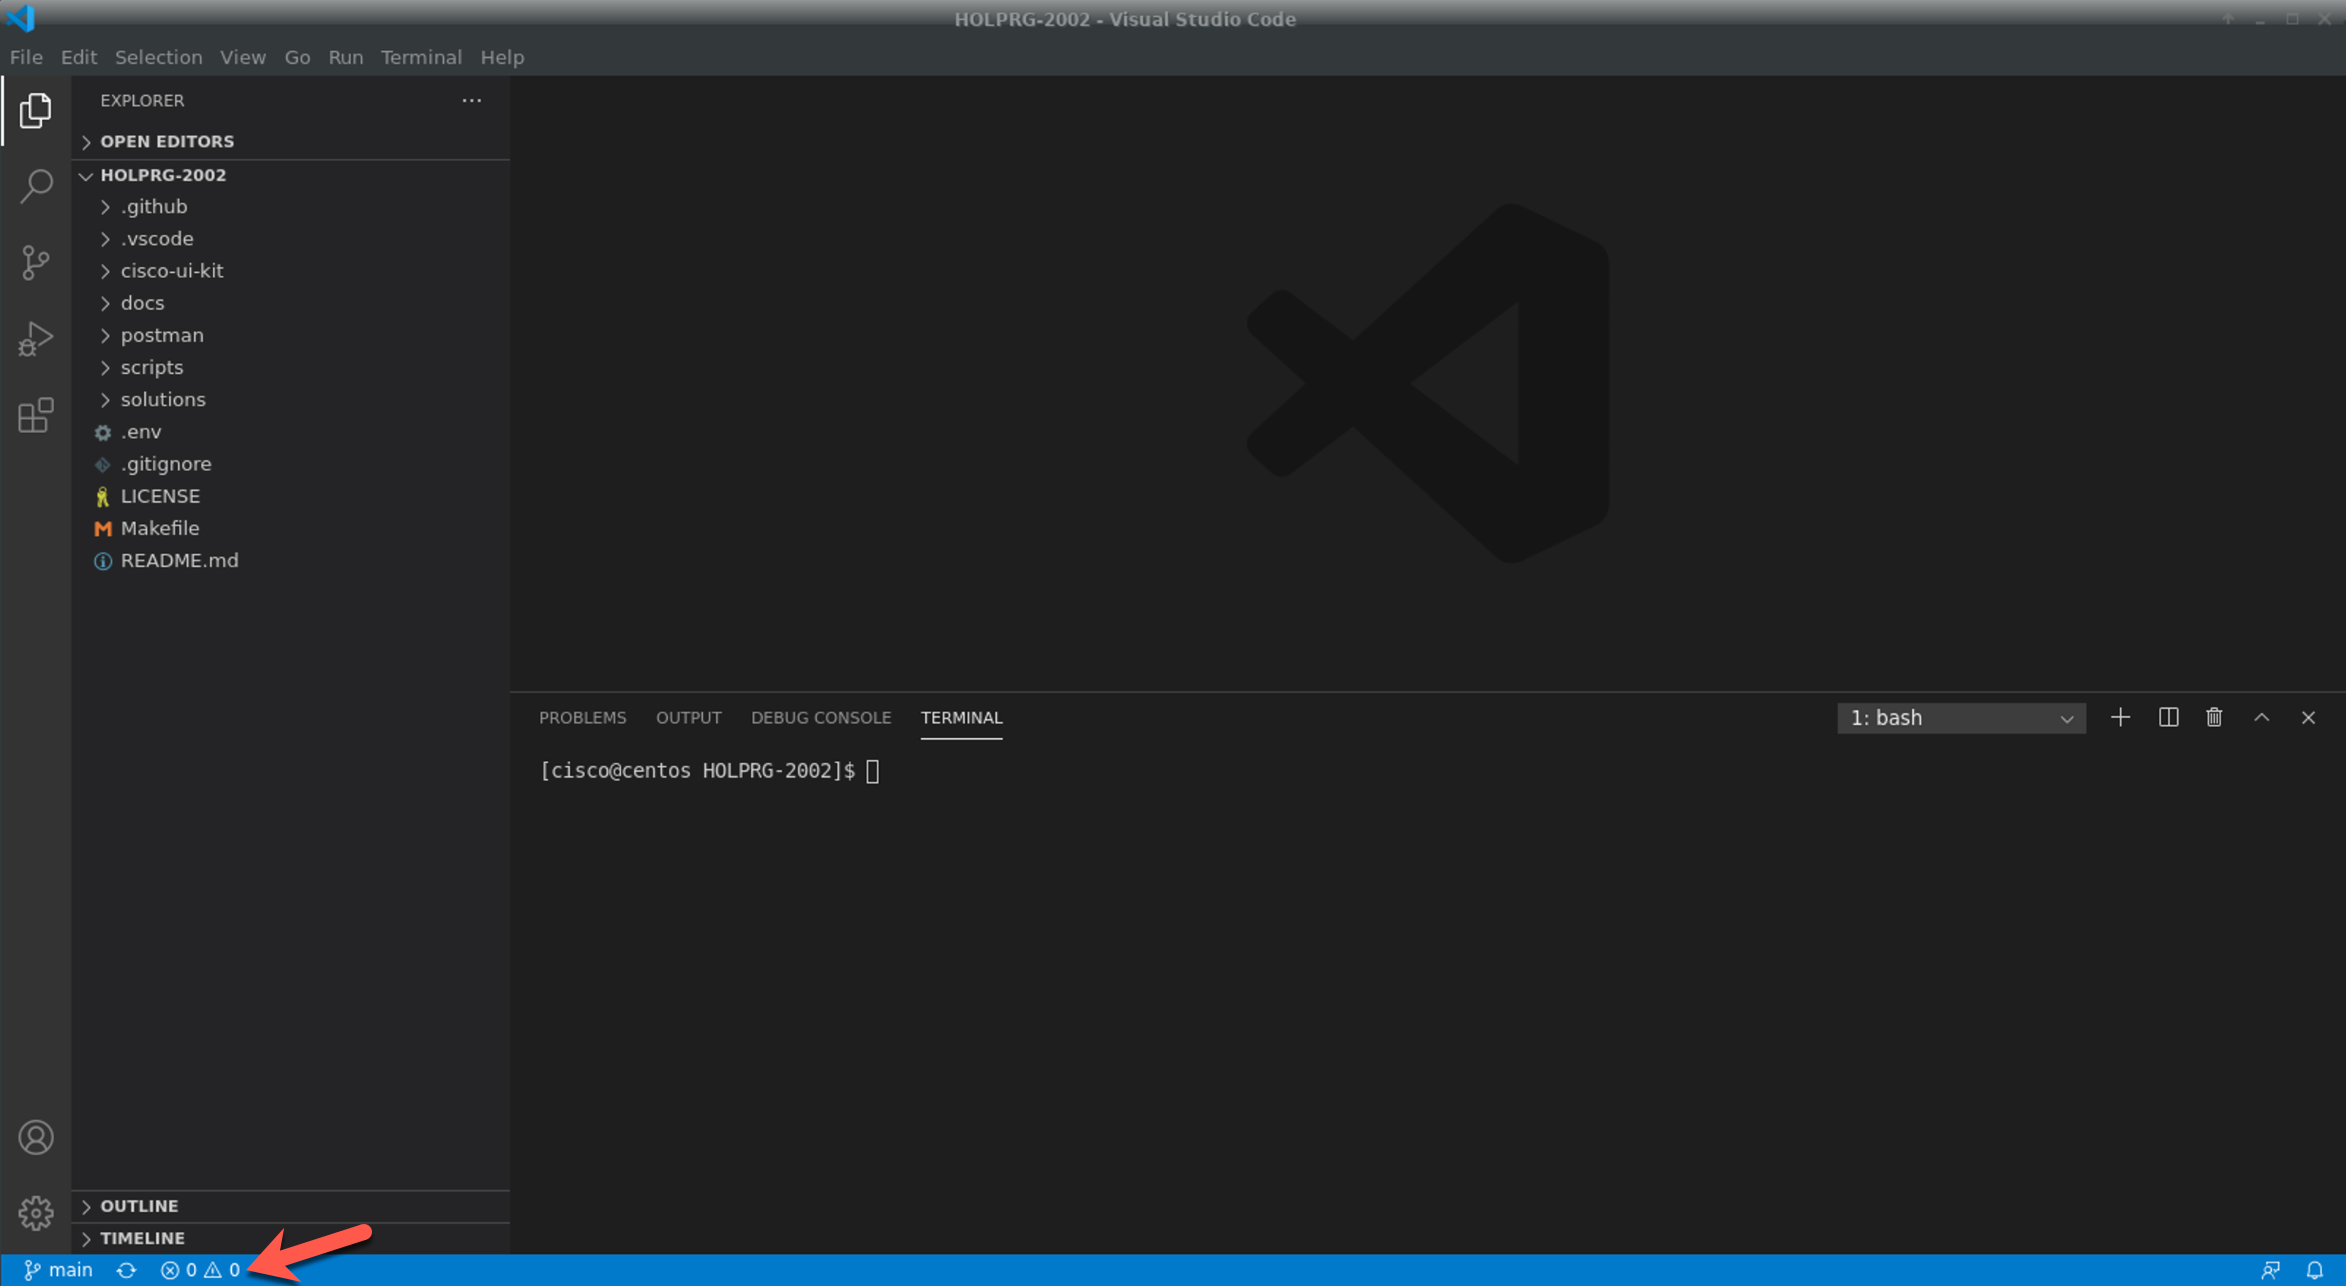 HOLPRG-2002 - Visual Studio Code
File Edit Selection View Go Run Terminal Help
EXPLORER
OPEN EDITORS
HOLPRG-2002
.github
.vscode
cisco-ui-kit
docs
postman
scripts
solutions
.env
.gitignore
LICENSE
Makefile
README.md
OUTLINE
TIMELINE
PROBLEMS OUTPUT DEBUG CONSOLE TERMINAL
1: bash
[cisco@centos HOLPRG-2002]$
main 0 0